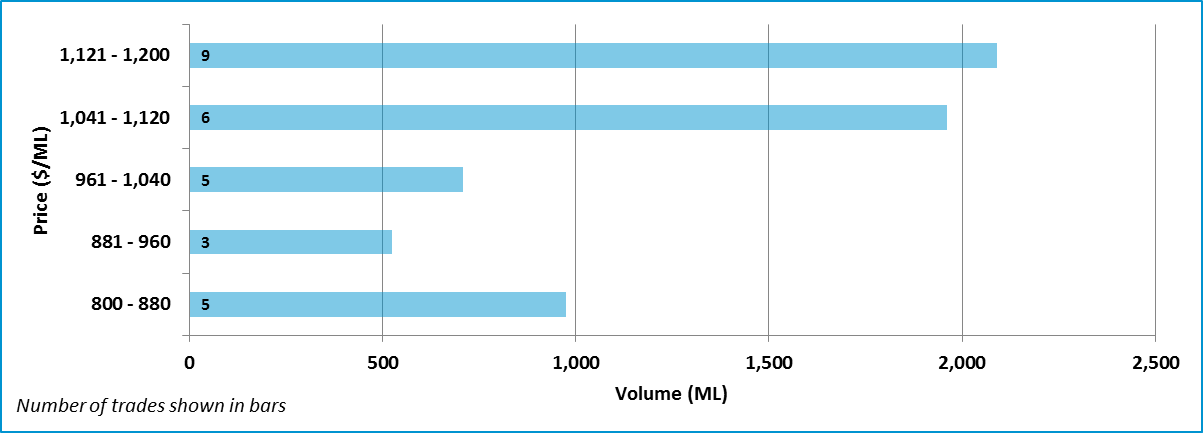 Price ($/ML)
1,121 - 1,200
9
1,041 - 1,120
6
961 - 1,040
5
881 - 960
3
800 - 880
5
0 500 1,000 1,500 2,000 2,500
Volume (ML)
Number of trades shown in bars